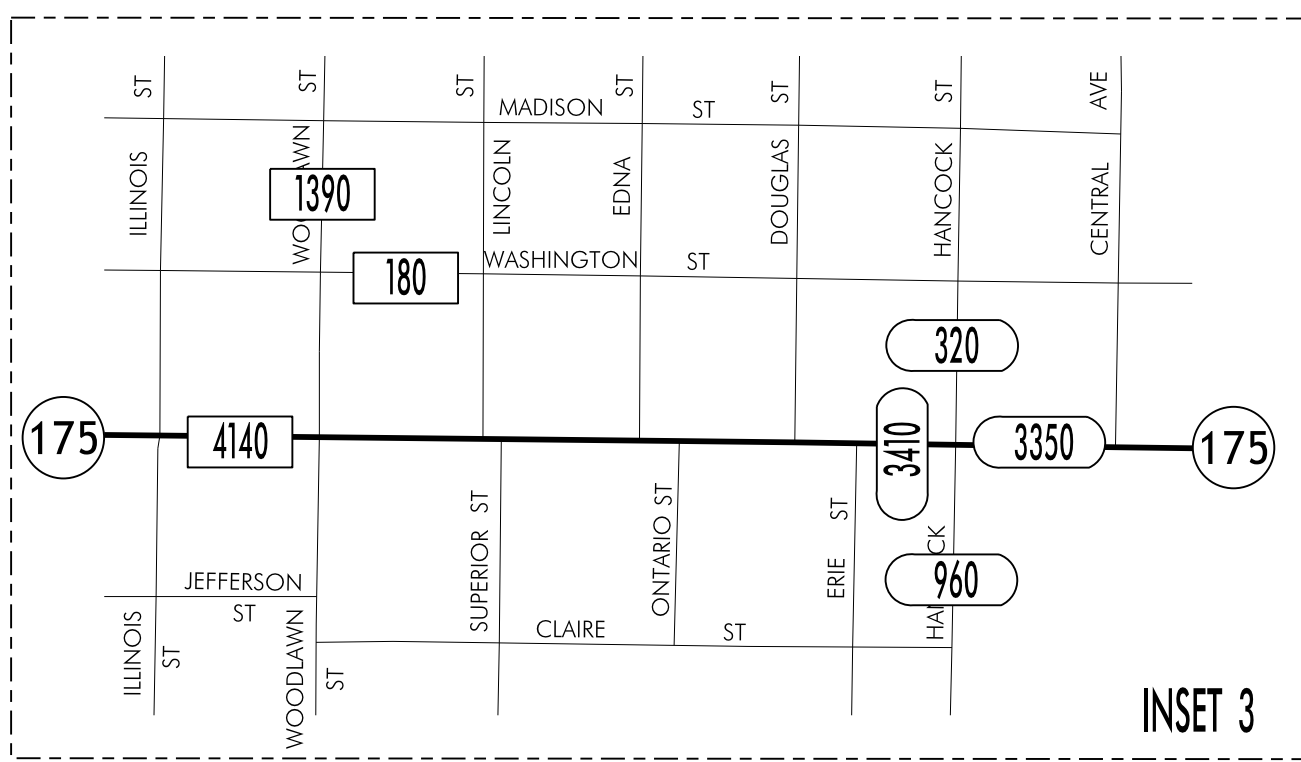 ILLINOIS ST
WOODLAWN ST
LINCOLN ST
EDNA ST
DOUGLAS ST
HANCOCK ST
CENTRAL AVE
MADISON ST
1390
WASHINGTON ST
180
320
175
4140
3410
3350
175
SUPERIOR ST
ONTARIO ST
ERIE ST
HANCOCK
960
JEFFERSON ST
CLAIRE ST
ILLINOIS ST
WOODLAWN ST
INSET 3